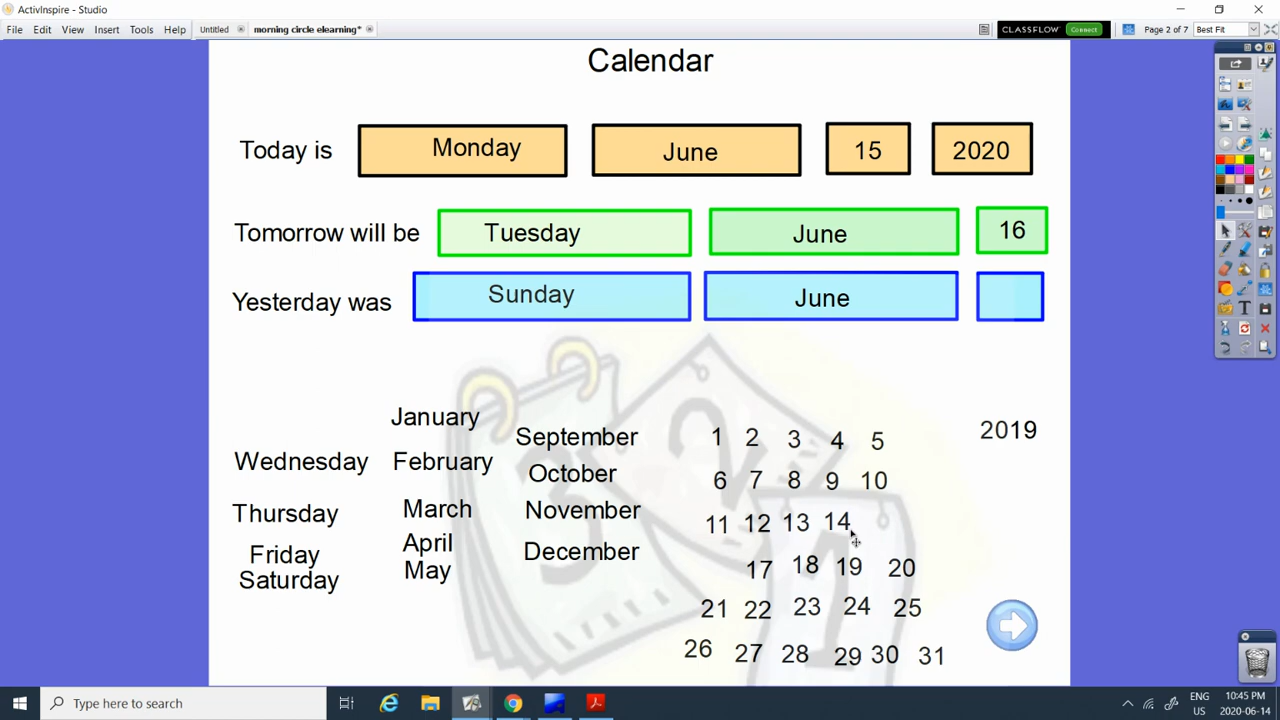 ActivInspire - Studio
File Edit View Insert Tools Help Untitled morning circle elearning* CLASSFLOW Connect Page 2 of 7 Best Fit
Calendar
Today is Monday June 15 2020
Tomorrow will be Tuesday June 16
Yesterday was Sunday June
January
September 1 2 3 4 5 2019
Wednesday February October 6 7 8 9 10
Thursday March November 11 12 13 14
Friday April December
Saturday May 17 18 19 20
21 22 23 24 25
26 27 28 29 30 31
Type here to search
ENG 10:45 PM
US 2020-06-14